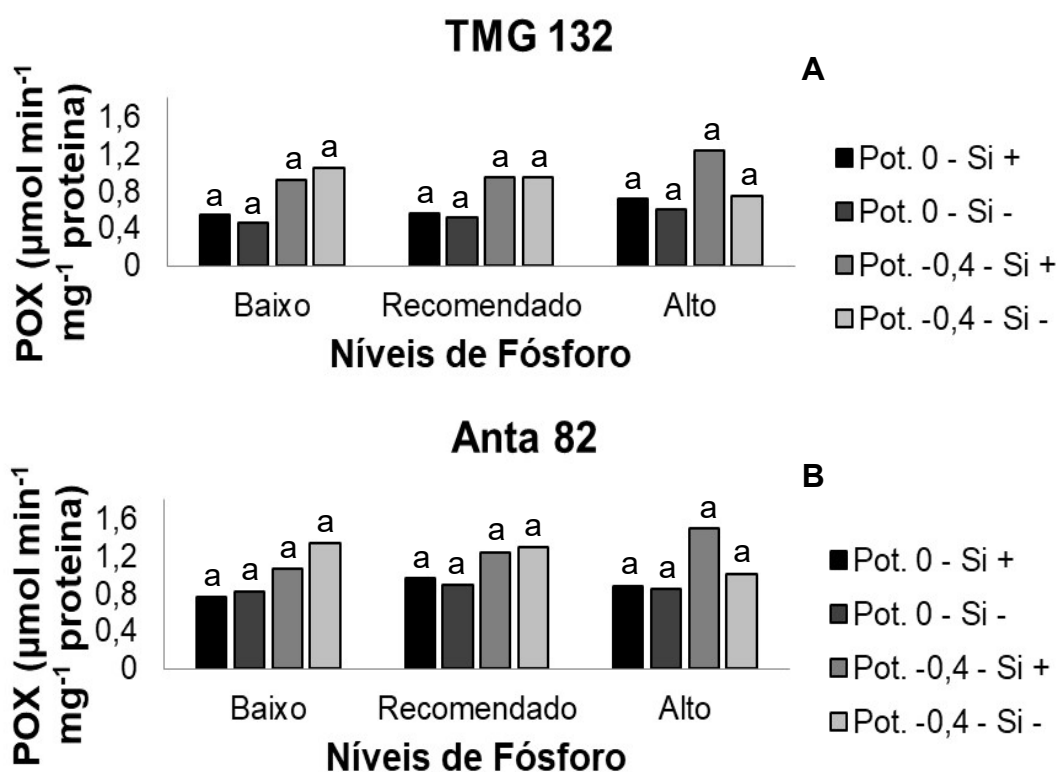 TMG 132
A
POX (µmol min⁻¹
mg⁻¹ proteina)
1,6
1,2
0,8
0,4
0
a a a a a a a a a a a a
Baixo Recomendado Alto
Níveis de Fósforo
Pot. 0 - Si +
Pot. 0 - Si -
Pot. -0,4 - Si +
Pot. -0,4 - Si -
Anta 82
B
POX (µmol min⁻¹
mg⁻¹ proteina)
1,6
1,2
0,8
0,4
0
a a a a a a a a a a a a
Baixo Recomendado Alto
Níveis de Fósforo
Pot. 0 - Si +
Pot. 0 - Si -
Pot. -0,4 - Si +
Pot. -0,4 - Si -